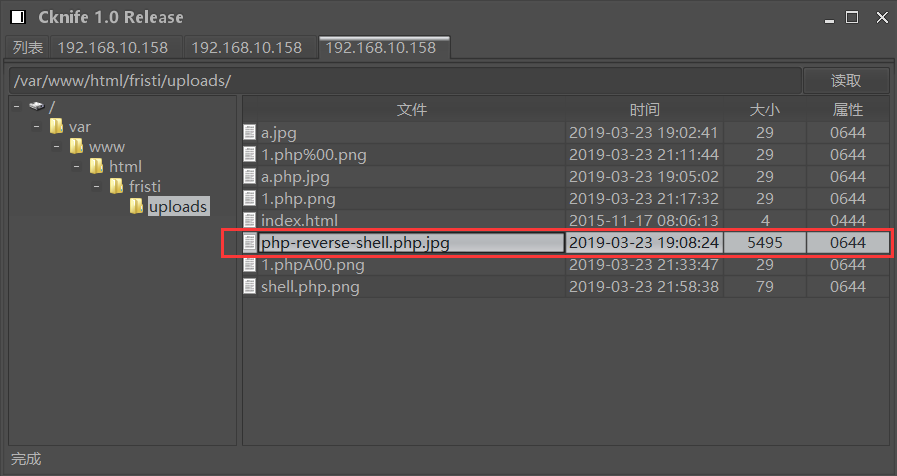 Cknife 1.0 Release
列表 192.168.10.158 192.168.10.158 192.168.10.158
/var/www/html/fristi/uploads/ 读取
- /
- var
- www
- html
- fristi
uploads
文件 时间 大小 属性
a.jpg 2019-03-23 19:02:41 29 0644
1.php%00.png 2019-03-23 21:11:44 29 0644
a.php.jpg 2019-03-23 19:05:02 29 0644
1.php.png 2019-03-23 21:17:32 29 0644
index.html 2015-11-17 08:06:13 4 0444
php-reverse-shell.php.jpg 2019-03-23 19:08:24 5495 0644
1.phpA00.png 2019-03-23 21:33:47 29 0644
shell.php.png 2019-03-23 21:58:38 79 0644
完成